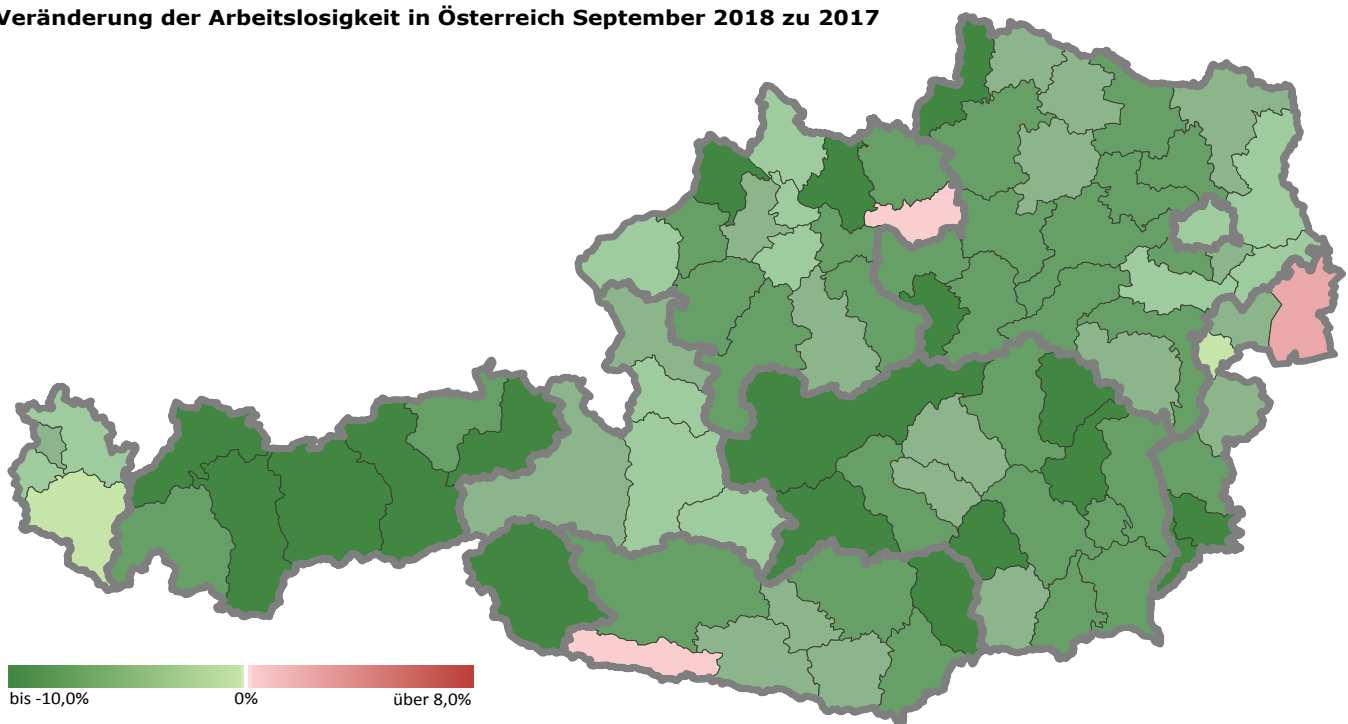 Veränderung der Arbeitslosigkeit in Österreich September 2018 zu 2017
bis -10,0% 0% über 8,0%